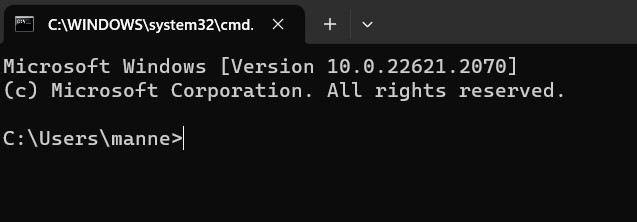 C:\WINDOWS\system32\cmd.
Microsoft Windows [Version 10.0.22621.2070]
(c) Microsoft Corporation. All rights reserved.
C:\Users\manne>